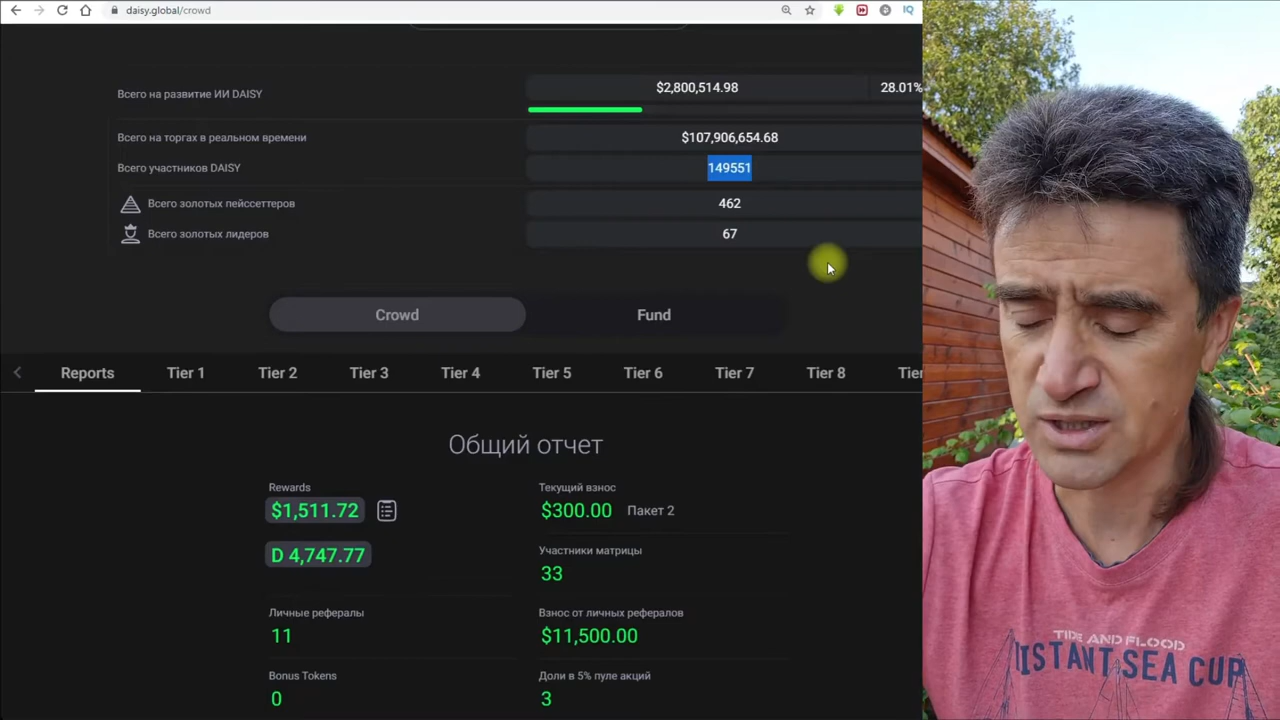 daisy.global/crowd
Всего на развитие ИИ DAISY
$2,800,514.98
28.01%
Всего на торгах в реальном времени
$107,906,654.68
Всего участников DAISY
149551
Всего золотых пейссеттеров
462
Всего золотых лидеров
67
Crowd
Fund
Reports
Tier 1
Tier 2
Tier 3
Tier 4
Tier 5
Tier 6
Tier 7
Tier 8
Tier
Общий отчет
Rewards
$1,511.72
D 4,747.77
Текущий взнос
$300.00 Пакет 2
Участники матрицы
33
Личные рефералы
11
Взнос от личных рефералов
$11,500.00
Bonus Tokens
0
Доли в 5% пуле акций
3
IQ
TIDE AND FLOOD
DISTANT SEA CUP